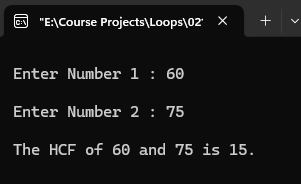 "E:\Course Projects\Loops\02'
Enter Number 1 : 60
Enter Number 2 : 75
The HCF of 60 and 75 is 15.